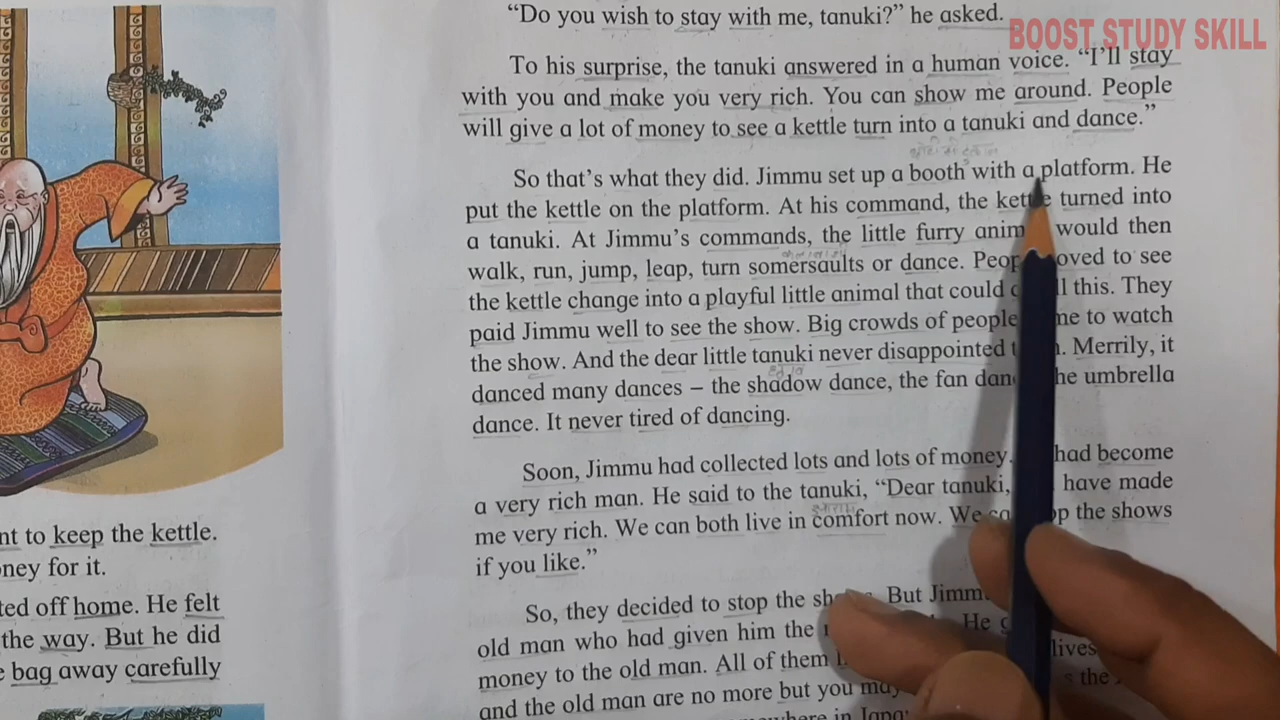 BOOST STUDY SKILL
nt to keep the kettle.
ney for it.
ted off home. He felt
the way. But he did
bag away carefully
"Do you wish to stay with me, tanuki?" he asked.
To his surprise, the tanuki answered in a human voice. "I'll stay
with you and make you very rich. You can show me around. People
will give a lot of money to see a kettle turn into a tanuki and dance."
So that's what they did. Jimmu set up a booth with a platform. He
put the kettle on the platform. At his command, the kettle turned into
a tanuki. At Jimmu's commands, the little furry anim would then
walk, run, jump, leap, turn somersaults or dance. Peop oved to see
the kettle change into a playful little animal that could this. They
paid Jimmu well to see the show. Big crowds of people me to watch
the show. And the dear little tanuki never disappointed Merrily, it
danced many dances – the shadow dance, the fan dan he umbrella
dance. It never tired of dancing.
Soon, Jimmu had collected lots and lots of money. had become
a very rich man. He said to the tanuki, "Dear tanuki, have made
me very rich. We can both live in comfort now. We p the shows
if you like."
So, they decided to stop the sh But Jimm
old man who had given him the He
money to the old man. All of them lives
and the old man are no more but you may the